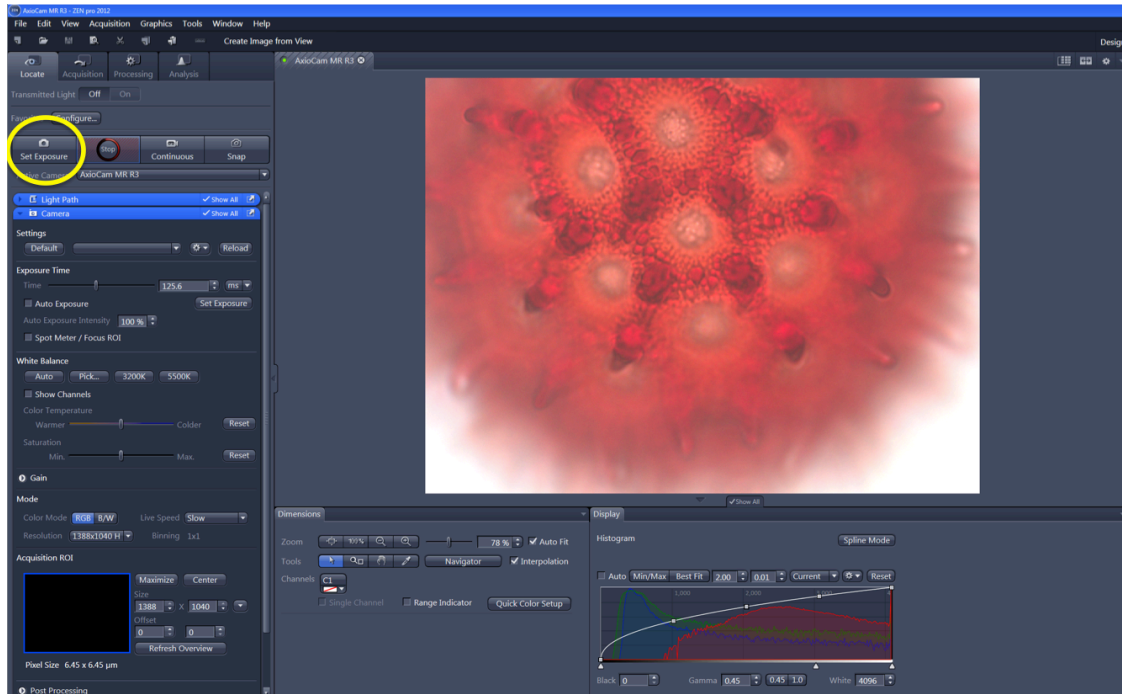 AxioCam MR R3 - ZEN pro 2012
File Edit View Acquisition Graphics Tools Window Help
Create Image from View
Design
Locate Acquisition Processing Analysis
AxioCam MR R3
Transmitted Light Off On
Configure...
Set Exposure Stop Continuous Snap
AxioCam MR R3
Light Path Show All
Camera Show All
Settings
Default Reload
Exposure Time
Time 125.6 ms
Auto Exposure Set Exposure
Auto Exposure Intensity 100 %
Spot Meter / Focus ROI
White Balance
Auto Pick... 3200K 5500K
Show Channels
Color Temperature
Warmer Colder Reset
Saturation
Min. Max. Reset
Gain
Mode
Color Mode RGB B/W Live Speed Slow
Resolution 1388x1040 H Binning 1x1
Acquisition ROI
Maximize Center
Size
1388 X 1040
Offset
0 0
Refresh Overview
Pixel Size 6.45 x 6.45 µm
Post Processing
Show All
Dimensions
Zoom 100% 78 % Auto Fit
Tools Navigator Interpolation
Channels C1
Single Channel Range Indicator Quick Color Setup
Display
Histogram Spline Mode
Auto Min/Max Best Fit 2.00 0.01 Current Reset
1,000 2,000
Black 0 Gamma 0.45 0.45 1.0 White 4096